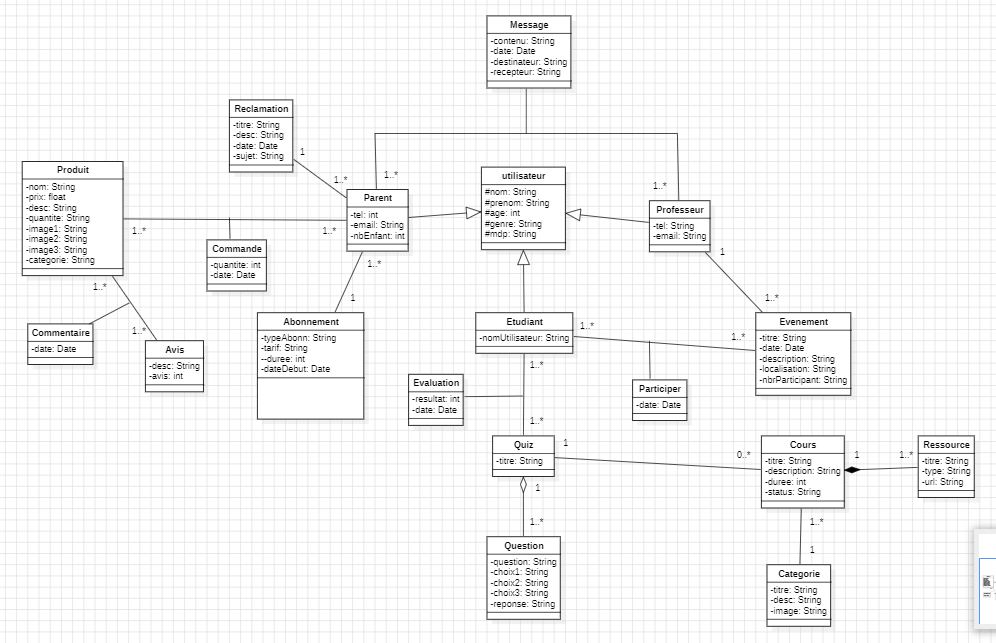 Message
-contenu: String
-date: Date
-destinateur: String
-recepteur: String
Reclamation
-titre: String
-desc: String
-date: Date
-sujet: String
1
1..*
1..*
1..*
Produit
-nom: String
-prix: float
-desc: String
-quantite: String
-image1: String
-image2: String
-image3: String
-categorie: String
utilisateur
#nom: String
#prenom: String
#age: int
#genre: String
#mdp: String
Parent
-tel: int
-email: String
-nbEnfant: int
Professeur
-tel: String
-email: String
1..*
1..*
Commande
-quantite: int
-date: Date
1..*
1
1
1..*
1..*
1..*
Commentaire
-date: Date
Avis
-desc: String
-avis: int
Abonnement
-typeAbonn: String
-tarif: String
--duree: int
-dateDebut: Date
Etudiant
-nomUtilisateur: String
1..*
1..*
Evenement
-titre: String
-date: Date
-description: String
-localisation: String
-nbrParticipant: String
1..*
Evaluation
-resultat: int
-date: Date
Participer
-date: Date
1..*
Quiz
-titre: String
1
0..*
Cours
-titre: String
-description: String
-duree: int
-status: String
1
1..*
Ressource
-titre: String
-type: String
-url: String
1
1..*
1..*
1
Question
-question: String
-choix1: String
-choix2: String
-choix3: String
-reponse: String
Categorie
-titre: String
-desc: String
-image: String